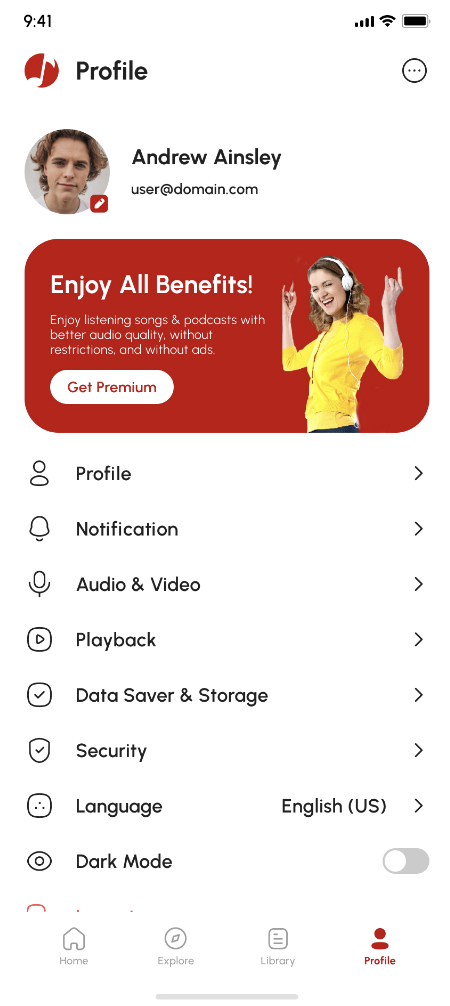 9:41
Profile
Andrew Ainsley
user@domain.com
Enjoy All Benefits!
Enjoy listening songs & podcasts with
better audio quality, without
restrictions, and without ads.
Get Premium
Profile
Notification
Audio & Video
Playback
Data Saver & Storage
Security
Language English (US)
Dark Mode
Home Explore Library Profile